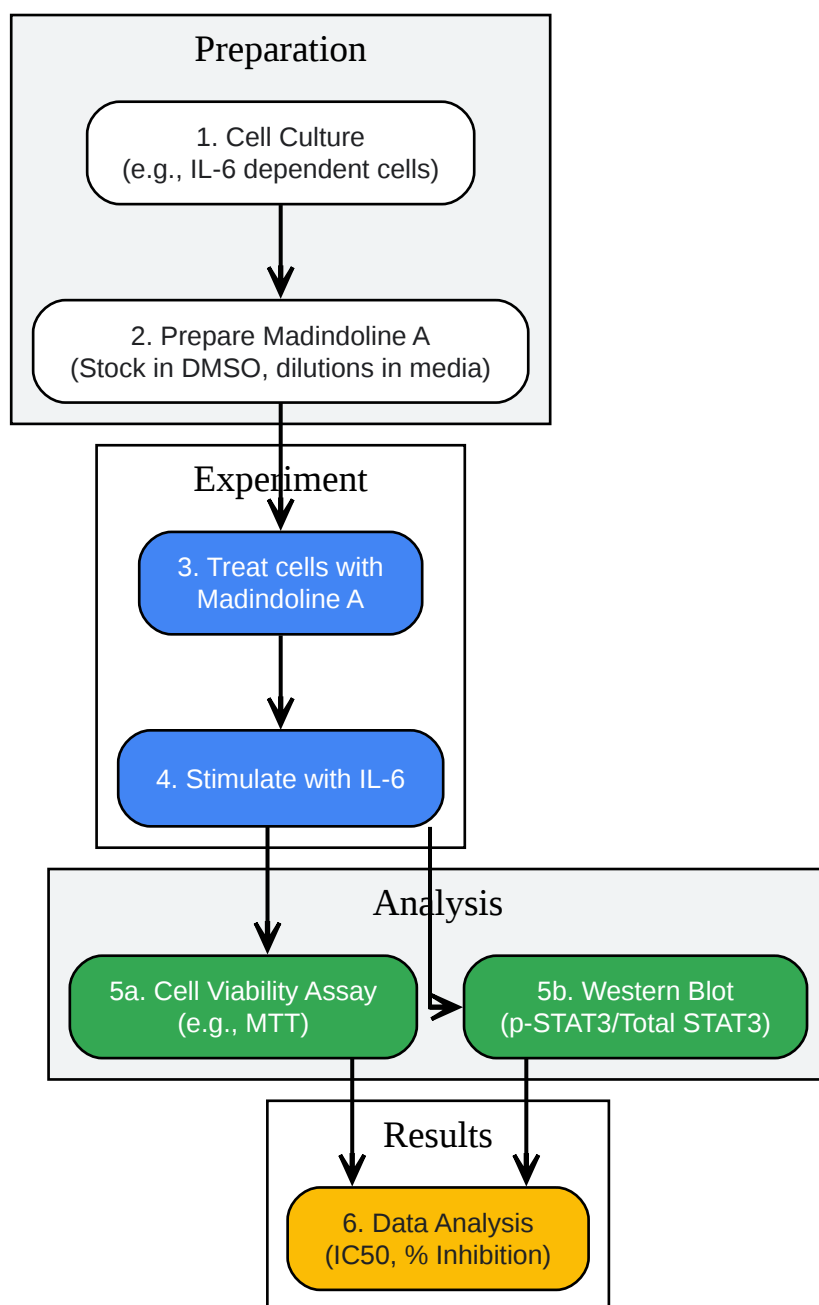 Preparation
1. Cell Culture
(e.g., IL-6 dependent cells)
2. Prepare Madindoline A
(Stock in DMSO, dilutions in media)
Experiment
3. Treat cells with
Madindoline A
4. Stimulate with IL-6
Analysis
5a. Cell Viability Assay
(e.g., MTT)
5b. Western Blot
(p-STAT3/Total STAT3)
Results
6. Data Analysis
(IC50, % Inhibition)